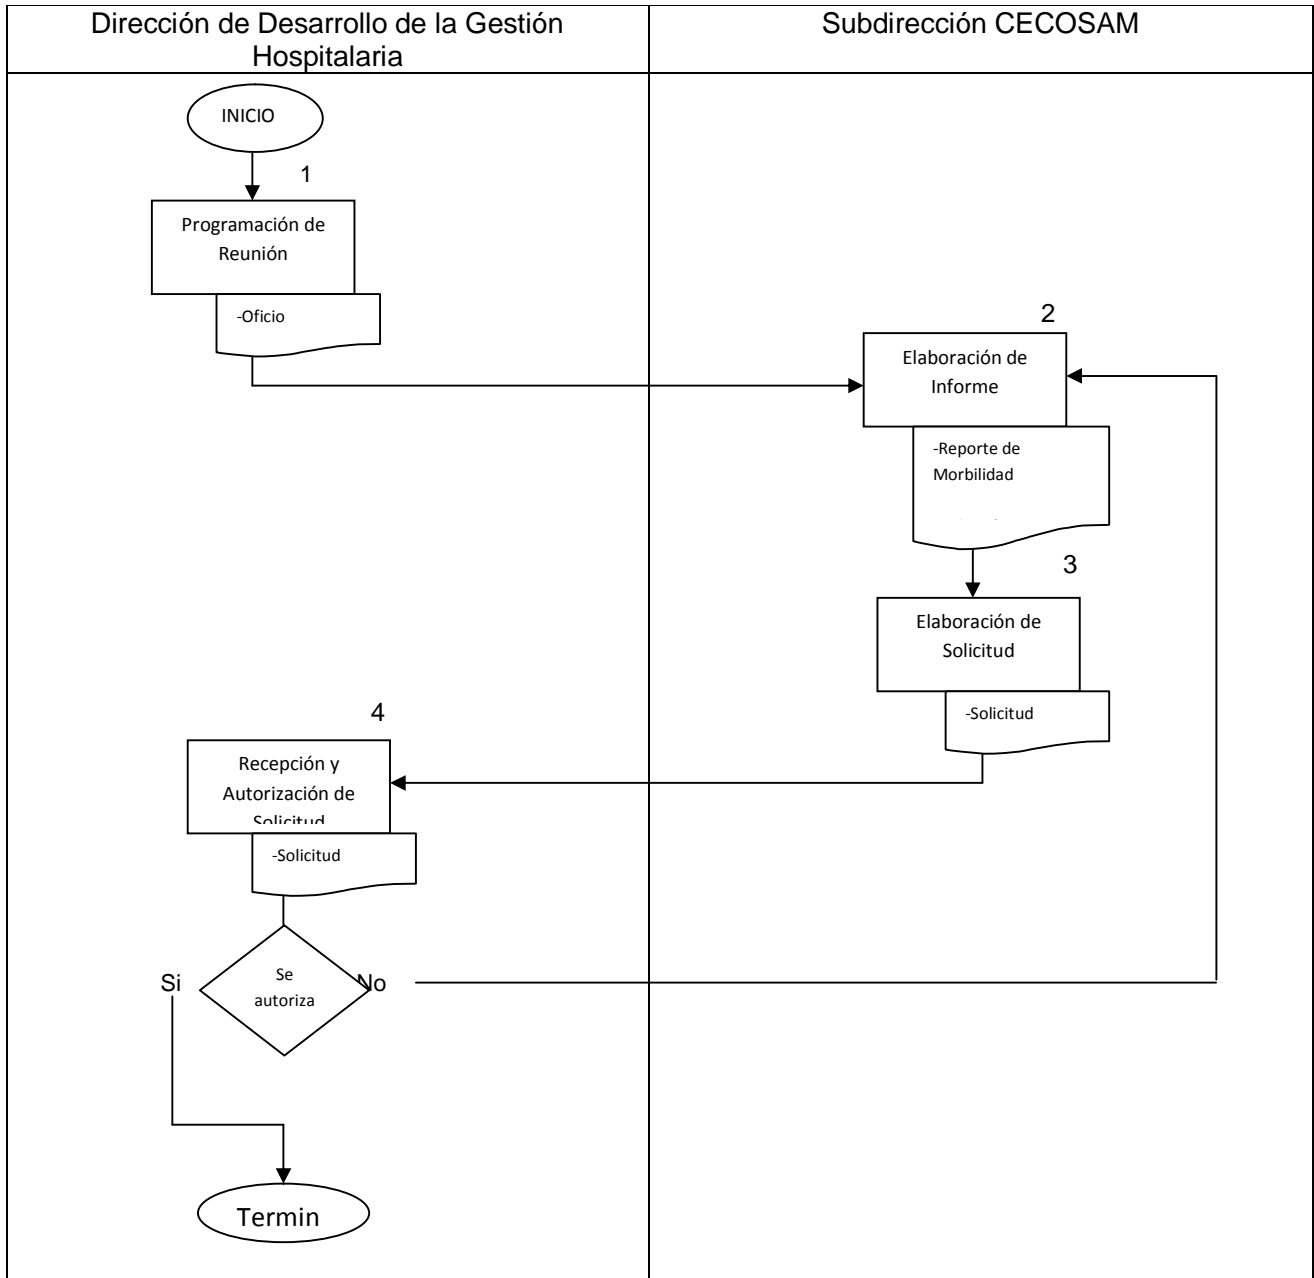 Dirección de Desarrollo de la Gestión
Hospitalaria
Subdirección CECOSAM
INICIO
1
Programación de
Reunión
-Oficio
2
Elaboración de
Informe
-Reporte de
Morbilidad
3
Elaboración de
Solicitud
-Solicitud
4
Recepción y
Autorización de
Solicitud
-Solicitud
Si
Se
autoriza
No
Termin